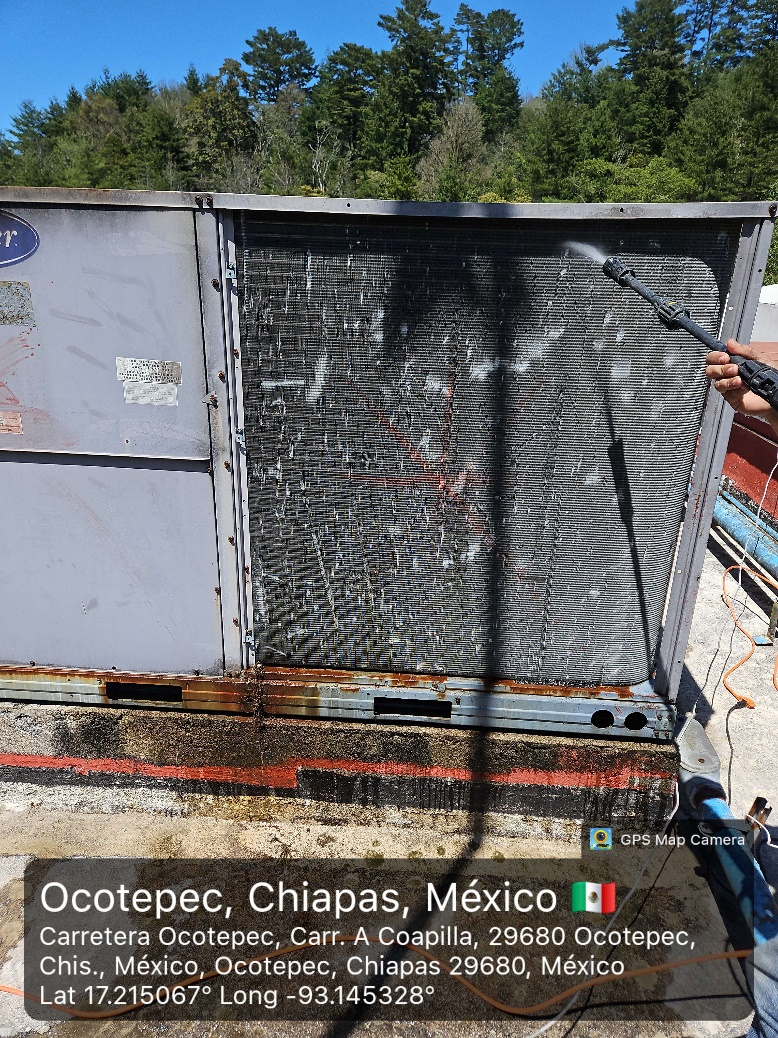 er
GPS Map Camera
Ocotepec, Chiapas, México
Carretera Ocotepec, Carr. A Coapilla, 29680 Ocotepec,
Chis., México, Ocotepec, Chiapas 29680, México
Lat 17.215067° Long -93.145328°